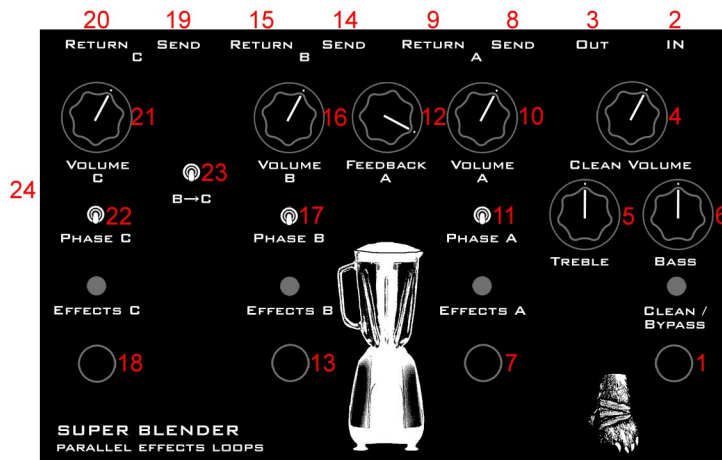 20 19 15 14 9 8 3 2
RETURN SEND RETURN SEND RETURN SEND OUT IN
C B A
21 16 12 10 4
VOLUME C VOLUME B FEEDBACK A VOLUME A CLEAN VOLUME
23
24
B→C
22 17 11 5 6
PHASE C PHASE B PHASE A
TREBLE BASS
EFFECTS C EFFECTS B EFFECTS A CLEAN / BYPASS
18 13 7 1
SUPER BLENDER
PARALLEL EFFECTS LOOPS